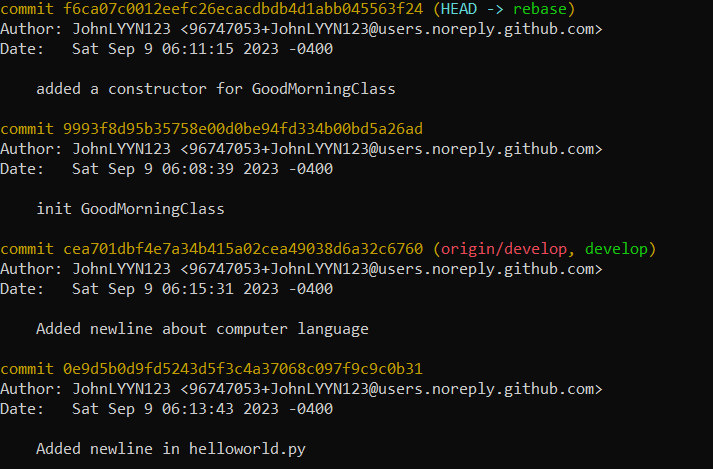 commit f6ca07c0012eefc26ecacdbdb4d1abb045563f24 (HEAD -> rebase)
Author: JohnLYYN123 <96747053+JohnLYYN123@users.noreply.github.com>
Date:   Sat Sep 9 06:11:15 2023 -0400
added a constructor for GoodMorningClass
commit 9993f8d95b35758e00d0be94fd334b00bd5a26ad
Author: JohnLYYN123 <96747053+JohnLYYN123@users.noreply.github.com>
Date:   Sat Sep 9 06:08:39 2023 -0400
init GoodMorningClass
commit cea701dbf4e7a34b415a02cea49038d6a32c6760 (origin/develop, develop)
Author: JohnLYYN123 <96747053+JohnLYYN123@users.noreply.github.com>
Date:   Sat Sep 9 06:15:31 2023 -0400
Added newline about computer language
commit 0e9d5b0d9fd5243d5f3c4a37068c097f9c9c0b31
Author: JohnLYYN123 <96747053+JohnLYYN123@users.noreply.github.com>
Date:   Sat Sep 9 06:13:43 2023 -0400
Added newline in helloworld.py